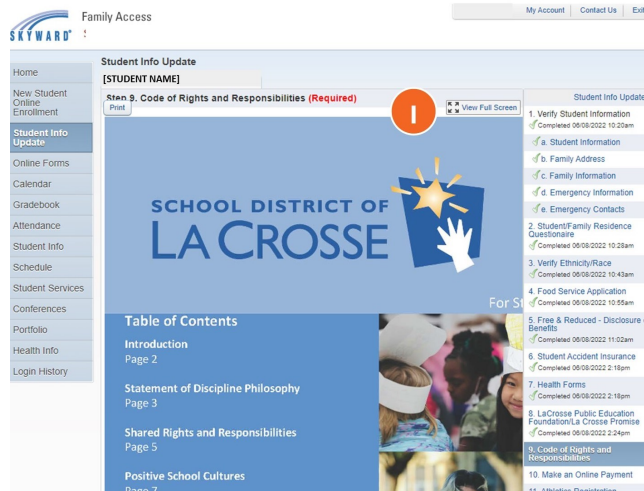 My Account | Contact Us | Exit
Family Access
SKYWARD®
Student Info Update
[STUDENT NAME]
Step 9. Code of Rights and Responsibilities (Required)
Print
1
View Full Screen
Home
New Student
Online
Enrollment
Student Info
Update
Online Forms
Calendar
Gradebook
Attendance
Student Info
Schedule
Student Services
Conferences
Portfolio
Health Info
Login History
SCHOOL DISTRICT OF
LA CROSSE
For St
Table of Contents
Introduction
Page 2
Statement of Discipline Philosophy
Page 3
Shared Rights and Responsibilities
Page 5
Positive School Cultures
Page 7
Student Info Update
1. Verify Student Information
Completed 06/08/2022 10:20am
a. Student Information
b. Family Address
c. Family Information
d. Emergency Information
e. Emergency Contacts
2. Student/Family Residence
Questionaire
Completed 06/08/2022 10:28am
3. Verify Ethnicity/Race
Completed 06/08/2022 10:43am
4. Food Service Application
Completed 06/08/2022 10:55am
5. Free & Reduced - Disclosure
Benefits
Completed 06/08/2022 11:02am
6. Student Accident Insurance
Completed 06/08/2022 2:18pm
7. Health Forms
Completed 06/08/2022 2:18pm
8. LaCrosse Public Education
Foundation/La Crosse Promise
Completed 06/08/2022 2:24pm
9. Code of Rights and
Responsibilities
10. Make an Online Payment
11. Athletics Registration